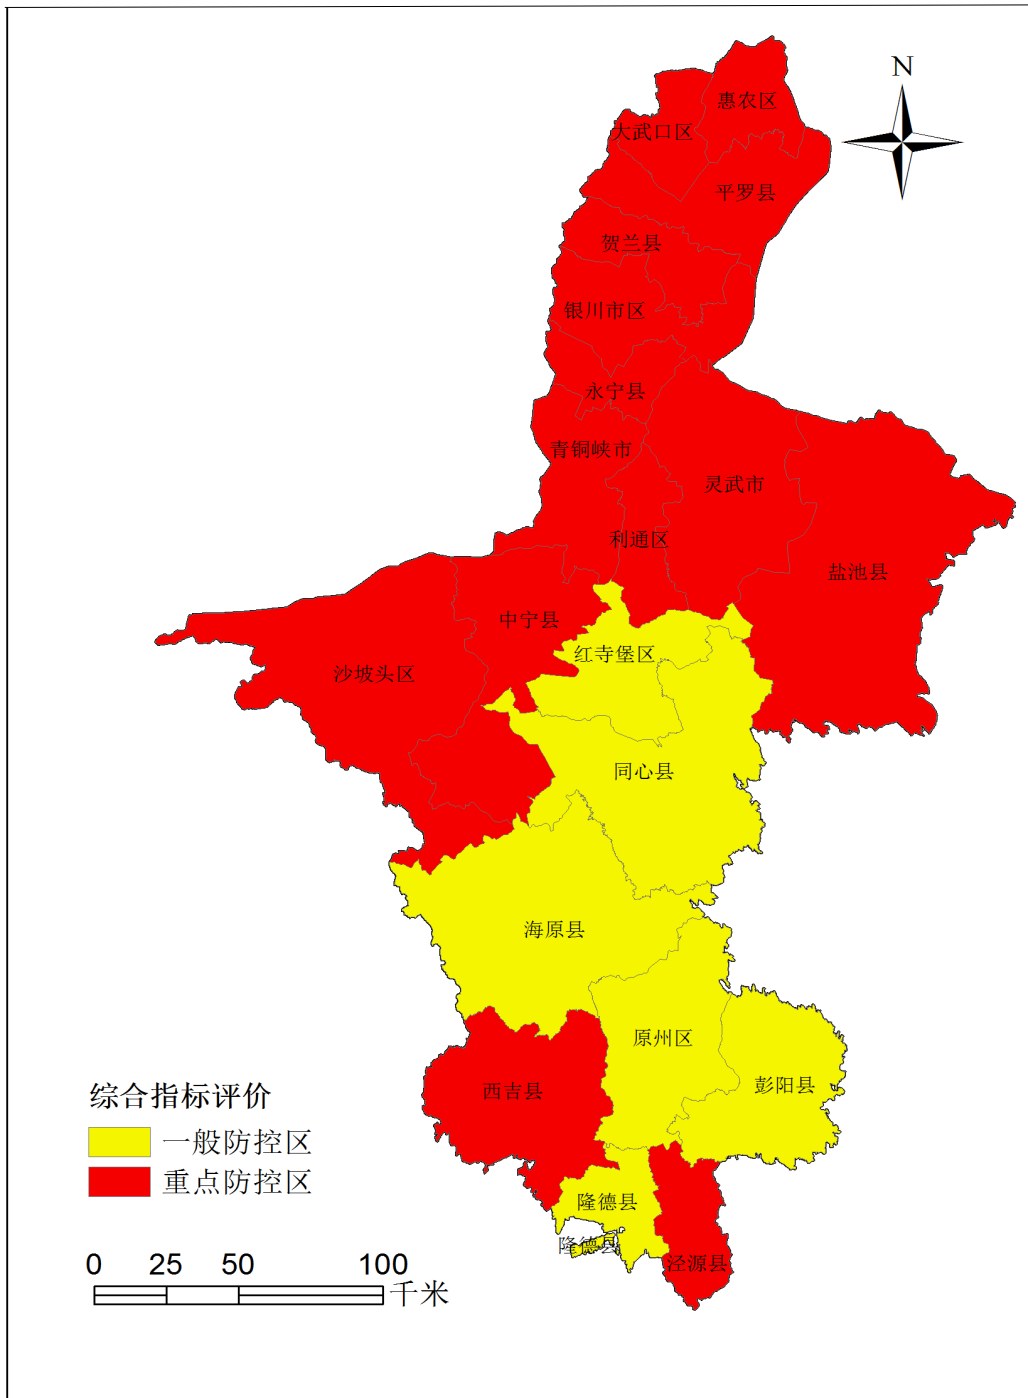 N
惠农区
大武口区
平罗县
贺兰县
银川市区
永宁县
青铜峡市
灵武市
利通区
盐池县
中宁县
红寺堡区
沙坡头区
同心县
海原县
原州区
彭阳县
西吉县
隆德县
隆德县
泾源县
综合指标评价
一般防控区
重点防控区
0 25 50 100
千米